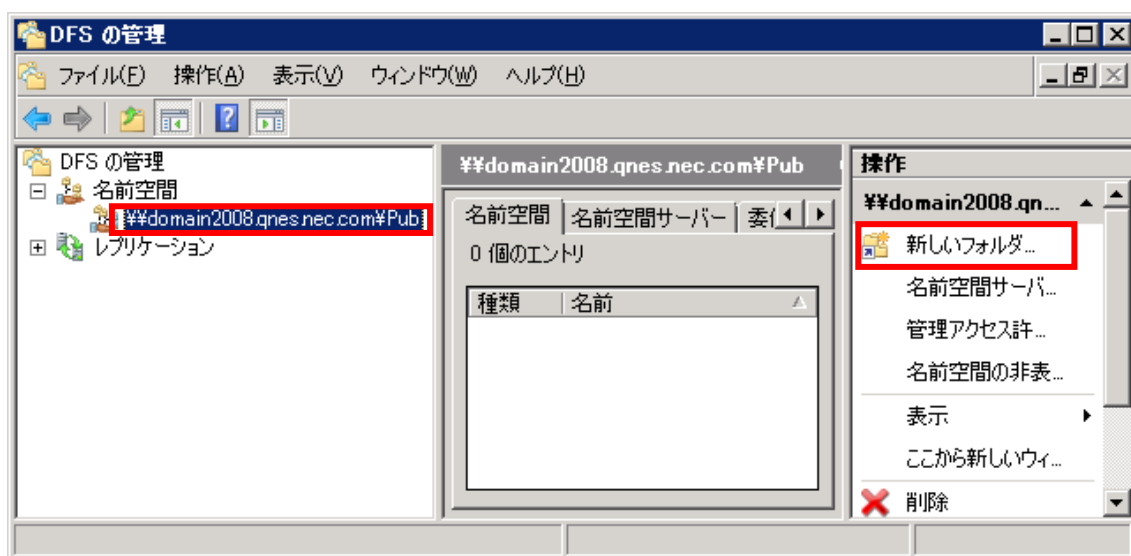 DFS の管理
ファイル(F) 操作(A) 表示(V) ウィンドウ(W) ヘルプ(H)
DFS の管理
名前空間
¥¥domain2008.qnes.nec.com¥Pub
レプリケーション
¥¥domain2008.qnes.nec.com¥Pub
名前空間 名前空間サーバー
0 個のエントリ
種類 名前
操作
¥¥domain2008.qn...
新しいフォルダ...
名前空間サーバ...
管理アクセス許...
名前空間の非表...
表示
ここから新しいウィ...
削除